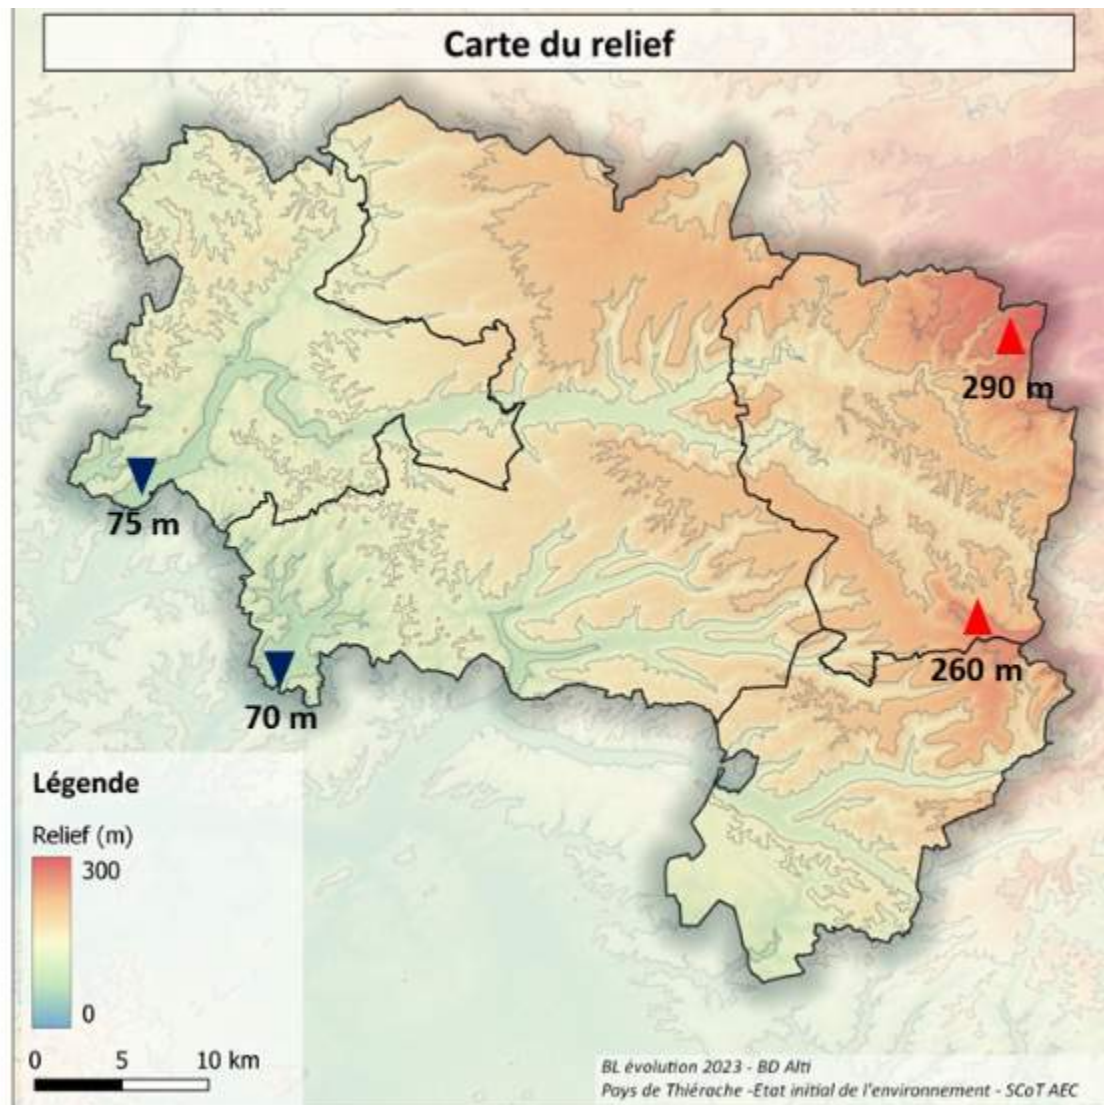 Carte du relief
290 m
75 m
260 m
70 m
Légende
Relief (m)
300
0
0 5 10 km
BL évolution 2023 - BD Alti
Pays de Thiérache -Etat initial de l'environnement - SCoT AEC